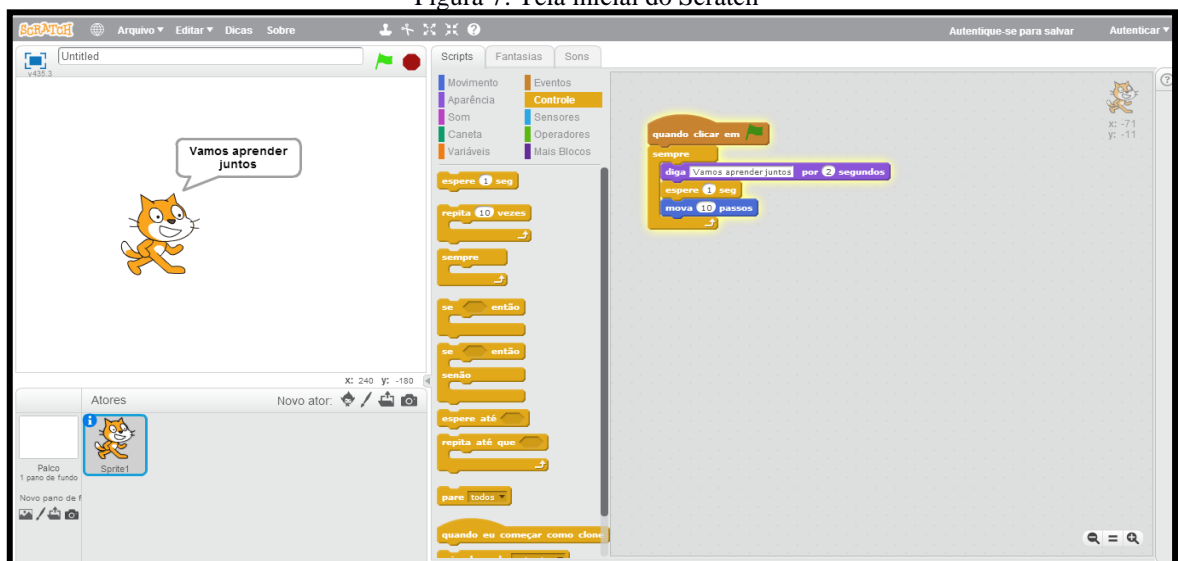 Figura 7: Tela inicial do Scratch
SCRATCH Arquivo Editar Dicas Sobre Autentique-se para salvar Autenticar
Untitled
v435.3
Vamos aprender
juntos
X: 240 y: -180
Atores Novo ator:
Palco
1 pano de fundo
Sprite1
Novo pano de f
Scripts Fantasias Sons
Movimento Eventos
Aparência Controle
Som Sensores
Caneta Operadores
Variáveis Mais Blocos
espere 1 seg
repita 10 vezes
sempre
se então
se então
senão
espere até
repita até que
pare todos
quando eu começar como clone
quando clicar em
sempre
diga Vamos aprender juntos por 2 segundos
espere 1 seg
mova 10 passos
x: -71
y: -11